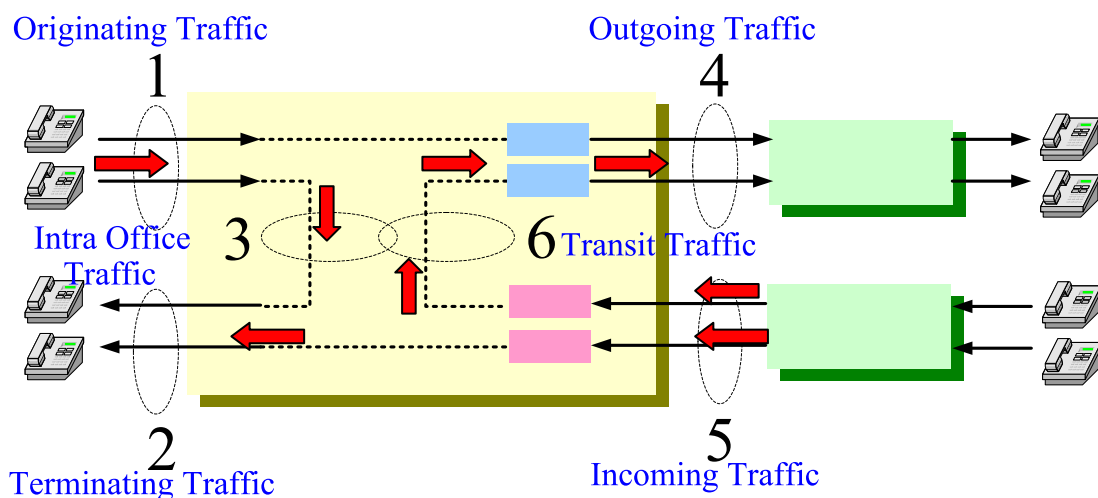 Originating Traffic
Outgoing Traffic
1
4
3
6
Intra Office
Traffic
Transit Traffic
2
5
Terminating Traffic
Incoming Traffic